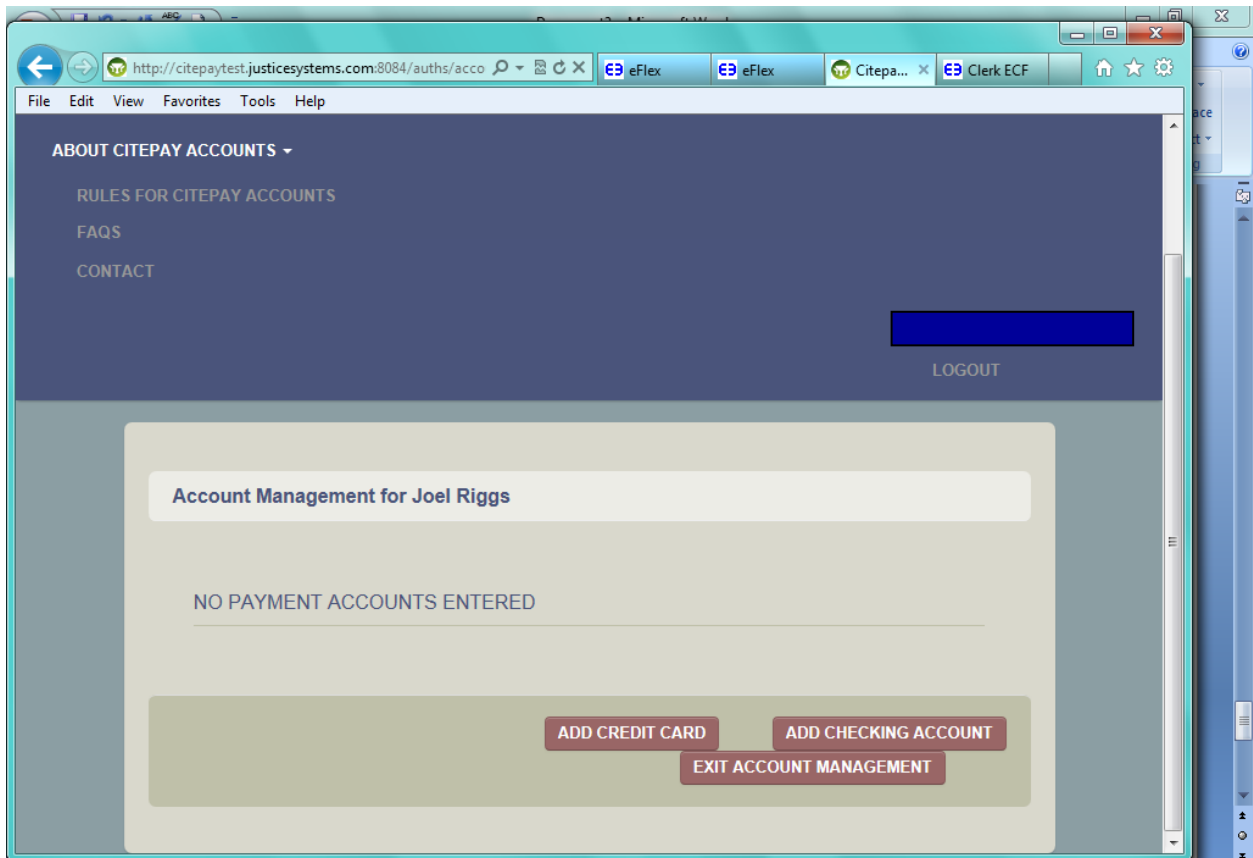 http://citepaytest.justicesystems.com:8084/auths/acco
eFlex
eFlex
Citepa...
Clerk ECF
File Edit View Favorites Tools Help
ABOUT CITEPAY ACCOUNTS
RULES FOR CITEPAY ACCOUNTS
FAQS
CONTACT
LOGOUT
Account Management for Joel Riggs
NO PAYMENT ACCOUNTS ENTERED
ADD CREDIT CARD ADD CHECKING ACCOUNT
EXIT ACCOUNT MANAGEMENT